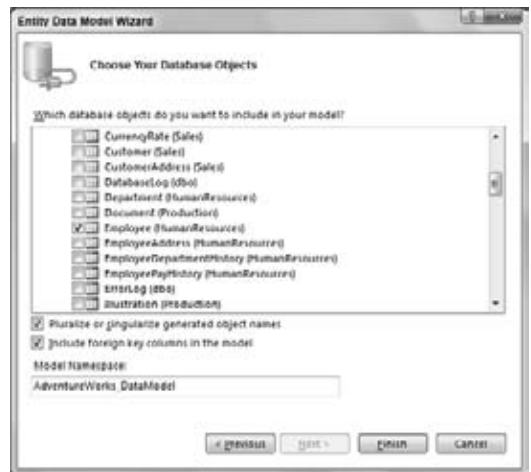 Entity Data Model Wizard
Choose Your Database Objects
Which database objects do you want to include in your model?
CurrencyRate (Sales)
Customer (Sales)
CustomerAddress (Sales)
DatabaseLog (dbo)
Department (HumanResources)
Document (Production)
Employee (HumanResources)
EmployeeAddress (HumanResources)
EmployeeDepartmentHistory (HumanResources)
EmployeePayHistory (HumanResources)
ErrorLog (dbo)
Illustration (Production)
Pluralize or singularize generated object names
Include foreign key columns in the model
Model Namespace:
AdventureWorks_DataModel
< Previous
Next >
Finish
Cancel